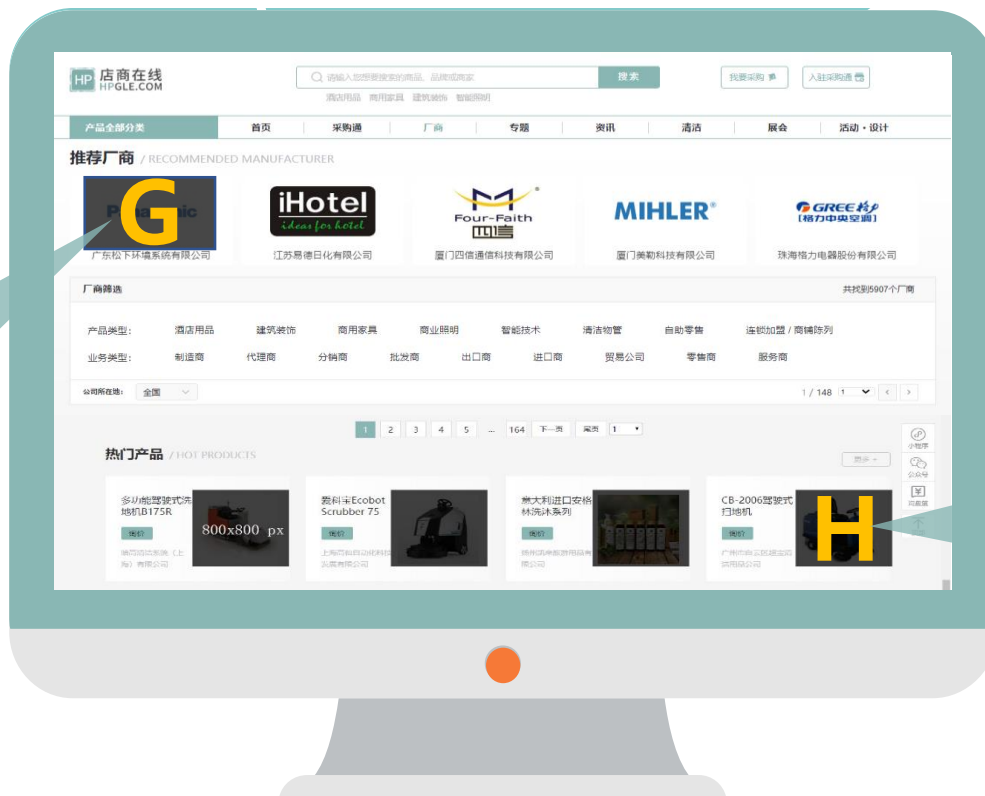 HP 店商在线
HPGLE.COM
请输入您想要搜索的商品、品牌或商家
搜索
我要采购
入驻采购通
酒店用品 商用家具 建筑装饰 智能照明
产品全部分类 首页 采购通 厂商 专题 资讯 清洁 展会 活动・设计
推荐厂商 / RECOMMENDED MANUFACTURER
G
iHotel
ideas for hotel
Four-Faith
四信
MIHLER®
GREE格力
[格力中央空调]
广东松下环境系统有限公司 江苏易德日化有限公司 厦门四信通信科技有限公司 厦门美勒科技有限公司 珠海格力电器股份有限公司
厂商筛选 共找到5907个厂商
产品类型: 酒店用品 建筑装饰 商用家具 商业照明 智能技术 清洁物管 自助零售 连锁加盟 / 商铺陈列
业务类型: 制造商 代理商 分销商 批发商 出口商 进口商 贸易公司 零售商 服务商
公司所在地: 全国 1 / 148 1 < >
1 2 3 4 5 ... 164 下一页 尾页 1
热门产品 / HOT PRODUCTS
更多
小程序
公众号
多功能驾驶式洗地机B175R
询价
800x800 px
爱科宝Ecobot
Scrubber 75
询价
意大利进口安格
林洗沐系列
询价
CB-2006驾驶式
扫地机
询价
H